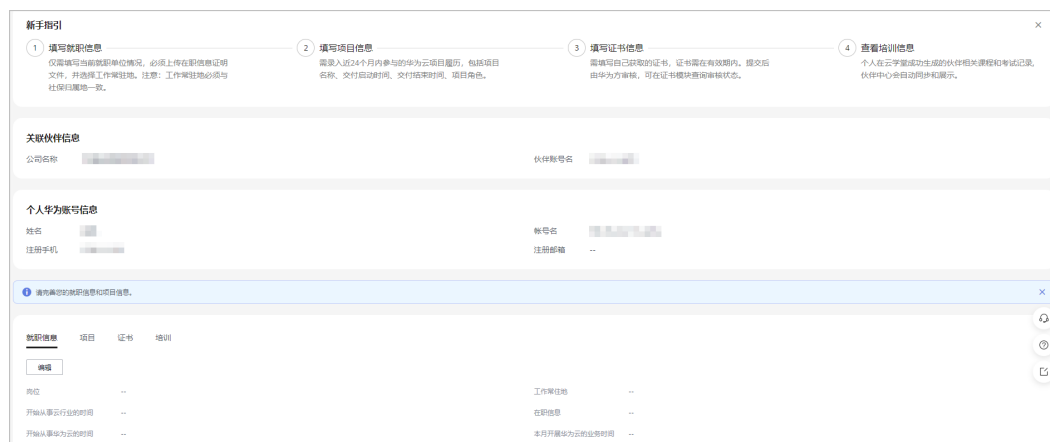 新手指引
1 填写就职信息
仅需填写当前就职单位情况，必须上传在职信息证明
文件，并选择工作常驻地。注意：工作常驻地必须与
社保归属地一致。
2 填写项目信息
需录入近24个月内参与的华为云项目履历，包括项目
名称、交付启动时间、交付结束时间、项目角色。
3 填写证书信息
需填写自己获取的证书，证书需在有效期内。提交后
由华为方审核，可在证书模块查询审核状态。
4 查看培训信息
个人在云学堂成功生成的伙伴相关课程和考试记录，
伙伴中心会自动同步和展示。
关联伙伴信息
公司名称
伙伴账号名
个人华为账号信息
姓名
帐号名
注册手机
注册邮箱 --
请完善您的就职信息和项目信息。
就职信息 项目 证书 培训
编辑
岗位 --
工作常住地 --
开始从事云行业的时间 --
在职信息 --
开始从事华为云的时间 --
本月开展华为云的业务时间 --